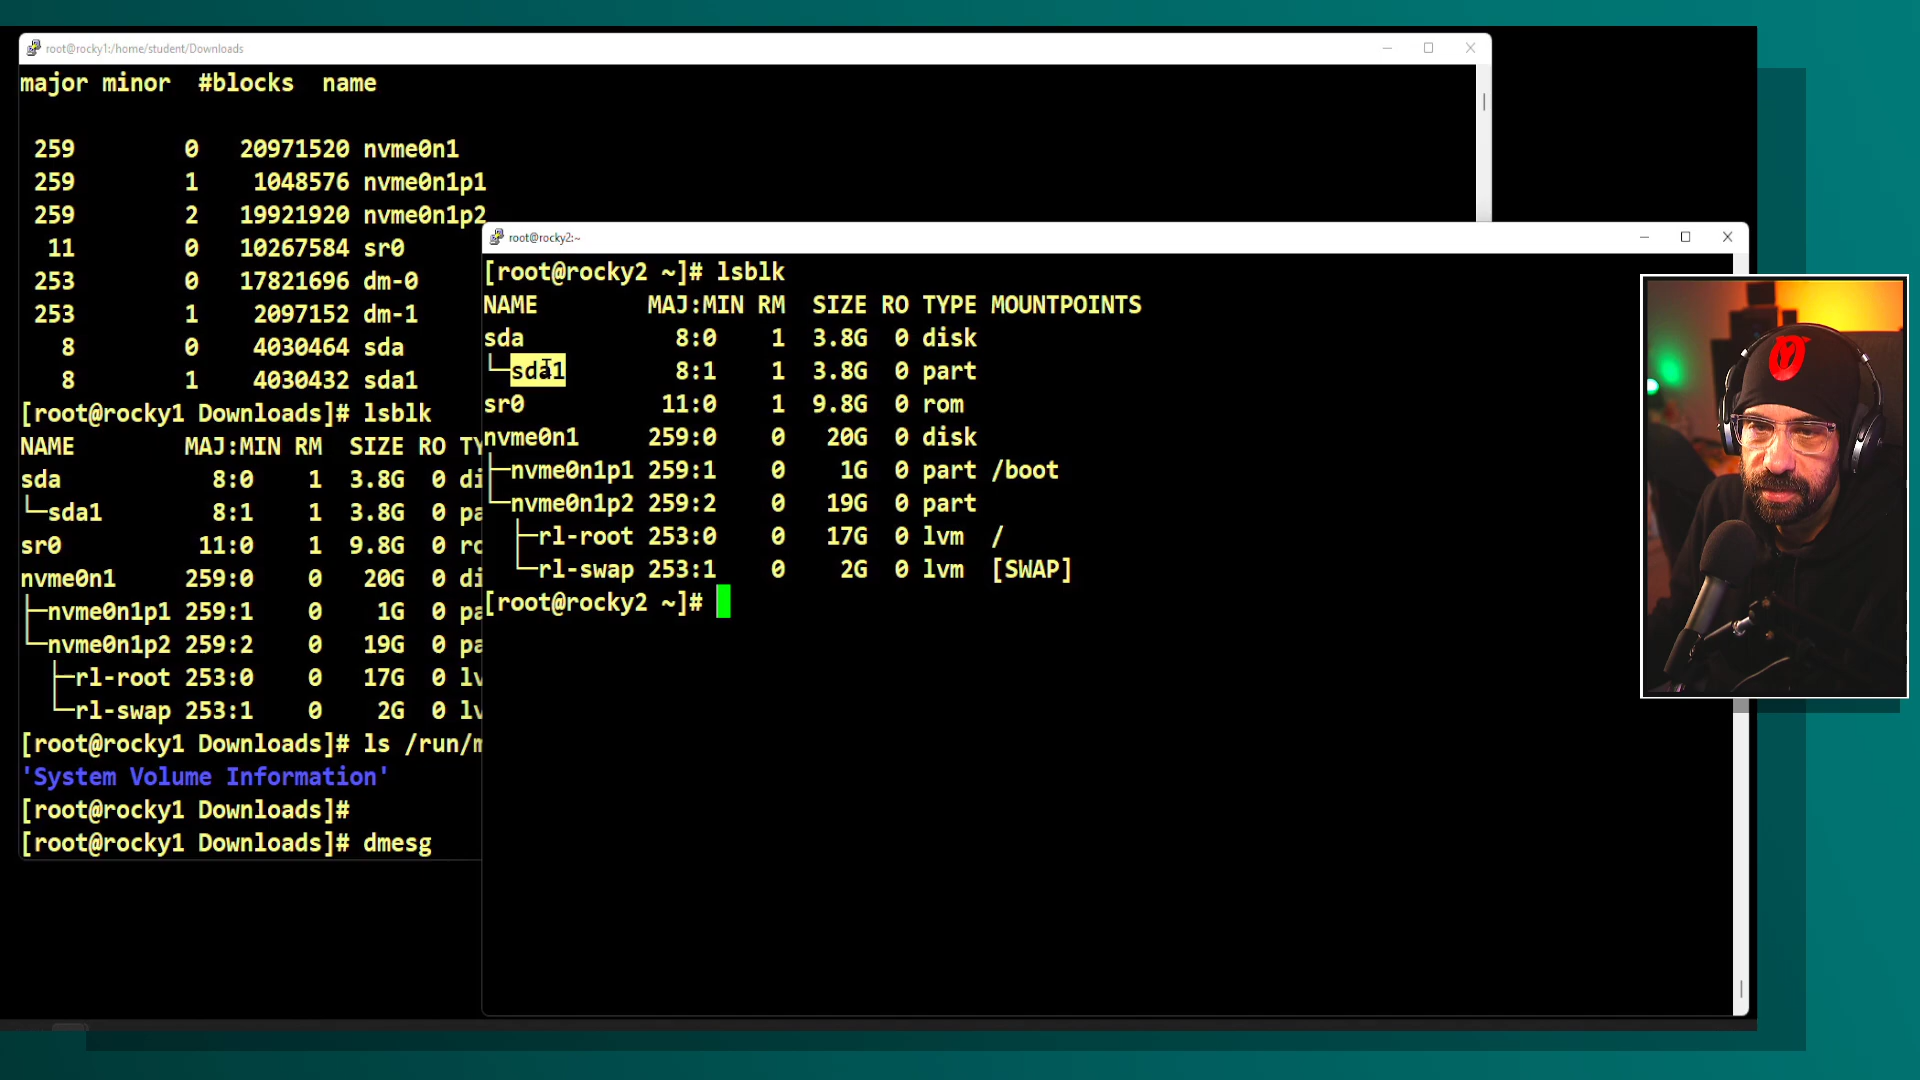 root@rocky1:/home/student/Downloads
major minor  #blocks  name
259        0   20971520 nvme0n1
259        1    1048576 nvme0n1p1
259        2   19921920 nvme0n1p2
11        0   10267584 sr0
253        0   17821696 dm-0
253        1    2097152 dm-1
8        0    4030464 sda
8        1    4030432 sda1
[root@rocky1 Downloads]# lsblk
NAME        MAJ:MIN RM  SIZE RO TY
sda           8:0    1  3.8G  0 di
└─sda1        8:1    1  3.8G  0 pa
sr0          11:0    1  9.8G  0 ro
nvme0n1     259:0    0   20G  0 di
├─nvme0n1p1 259:1    0    1G  0 pa
└─nvme0n1p2 259:2    0   19G  0 pa
  ├─rl-root 253:0    0   17G  0 lv
  └─rl-swap 253:1    0    2G  0 lv
[root@rocky1 Downloads]# ls /run/m
'System Volume Information'
[root@rocky1 Downloads]#
[root@rocky1 Downloads]# dmesg
root@rocky2:~
[root@rocky2 ~]# lsblk
NAME        MAJ:MIN RM  SIZE RO TYPE MOUNTPOINTS
sda           8:0    1  3.8G  0 disk
└─sda1        8:1    1  3.8G  0 part
sr0          11:0    1  9.8G  0 rom
nvme0n1     259:0    0   20G  0 disk
├─nvme0n1p1 259:1    0    1G  0 part /boot
└─nvme0n1p2 259:2    0   19G  0 part
  ├─rl-root 253:0    0   17G  0 lvm  /
  └─rl-swap 253:1    0    2G  0 lvm  [SWAP]
[root@rocky2 ~]#